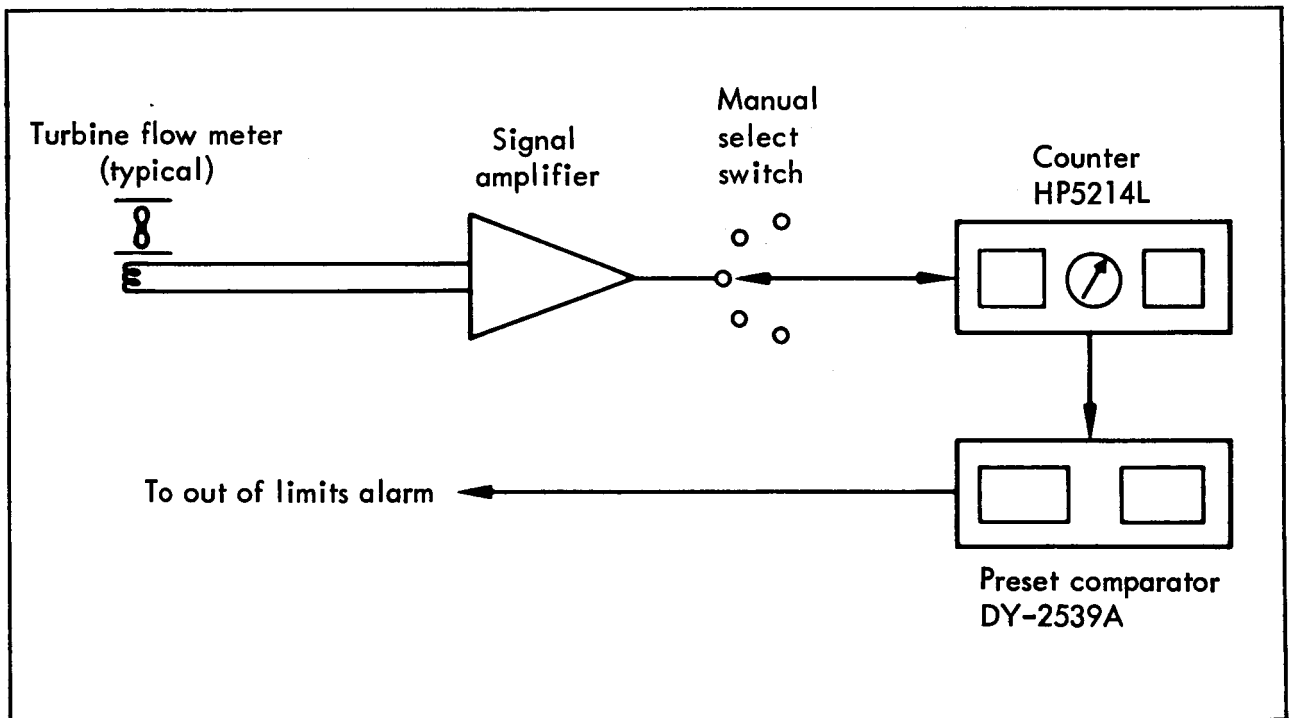 Turbine flow meter
(typical)
Signal
amplifier
Manual
select
switch
Counter
HP5214L
To out of limits alarm
Preset comparator
DY-2539A